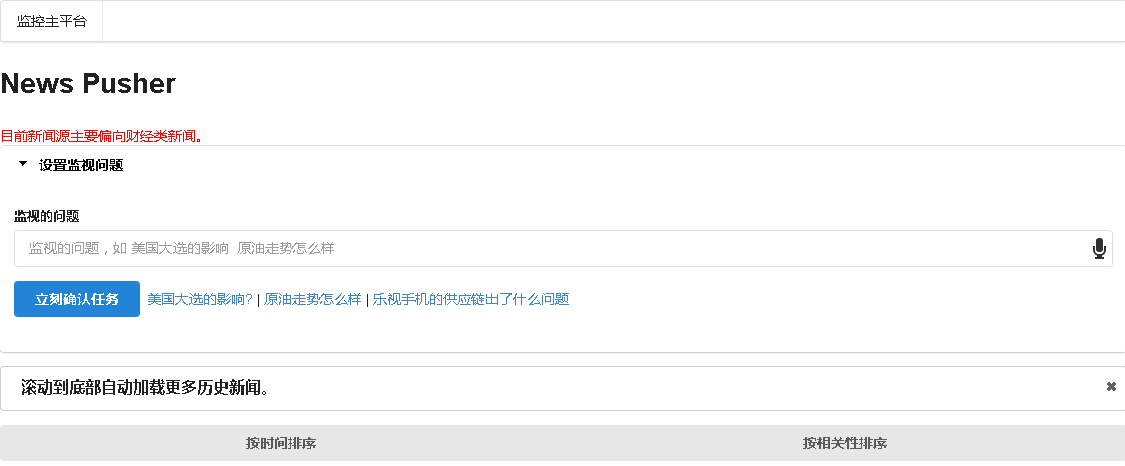 监控主平台
News Pusher
目前新闻源主要偏向财经类新闻。
设置监视问题
监视的问题
监视的问题，如 美国大选的影响 原油走势怎么样
立刻确认任务 美国大选的影响? | 原油走势怎么样 | 乐视手机的供应链出了什么问题
滚动到底部自动加载更多历史新闻。
按时间排序 按相关性排序